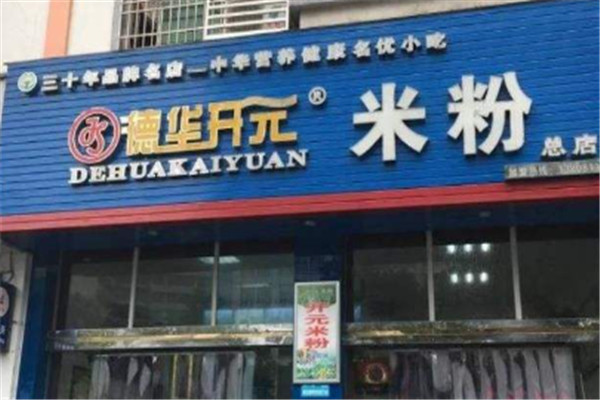 三十年品牌名店—中华营养健康名优小吃
德华开元® 米粉
DEHUAKAIYUAN
总店
开元米粉